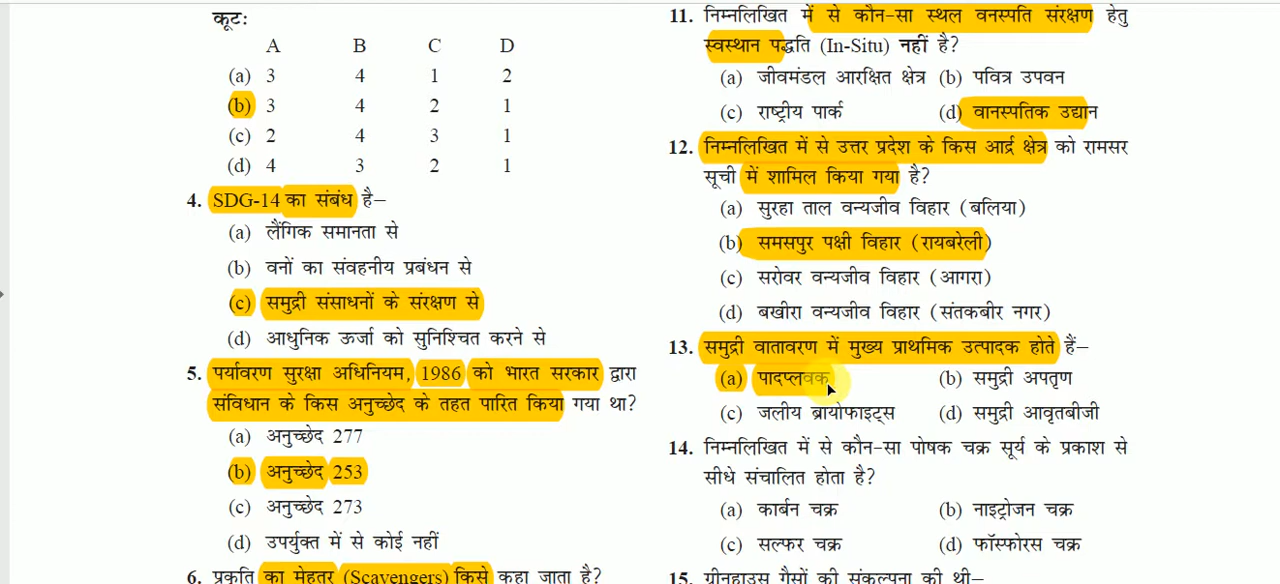 कूटः
A B C D
(a) 3 4 1 2
(b) 3 4 2 1
(c) 2 4 3 1
(d) 4 3 2 1
4. SDG-14 का संबंध है–
(a) लैंगिक समानता से
(b) वनों का संवहनीय प्रबंधन से
(c) समुद्री संसाधनों के संरक्षण से
(d) आधुनिक ऊर्जा को सुनिश्चित करने से
5. पर्यावरण सुरक्षा अधिनियम, 1986 को भारत सरकार द्वारा
संविधान के किस अनुच्छेद के तहत पारित किया गया था?
(a) अनुच्छेद 277
(b) अनुच्छेद 253
(c) अनुच्छेद 273
(d) उपर्युक्त में से कोई नहीं
6. प्रकृति का मेहतर (Scavengers) किसे कहा जाता है?
11. निम्नलिखित में से कौन-सा स्थल वनस्पति संरक्षण हेतु
स्वस्थान पद्धति (In-Situ) नहीं है?
(a) जीवमंडल आरक्षित क्षेत्र (b) पवित्र उपवन
(c) राष्ट्रीय पार्क (d) वानस्पतिक उद्यान
12. निम्नलिखित में से उत्तर प्रदेश के किस आर्द्र क्षेत्र को रामसर
सूची में शामिल किया गया है?
(a) सुरहा ताल वन्यजीव विहार (बलिया)
(b) समसपुर पक्षी विहार (रायबरेली)
(c) सरोवर वन्यजीव विहार (आगरा)
(d) बखीरा वन्यजीव विहार (संतकबीर नगर)
13. समुद्री वातावरण में मुख्य प्राथमिक उत्पादक होते हैं–
(a) पादप्लवक (b) समुद्री अपतृण
(c) जलीय ब्रायोफाइट्स (d) समुद्री आवृतबीजी
14. निम्नलिखित में से कौन-सा पोषक चक्र सूर्य के प्रकाश से
सीधे संचालित होता है?
(a) कार्बन चक्र (b) नाइट्रोजन चक्र
(c) सल्फर चक्र (d) फॉस्फोरस चक्र
15. ग्रीनहाउस गैसों की संकल्पना की थी–